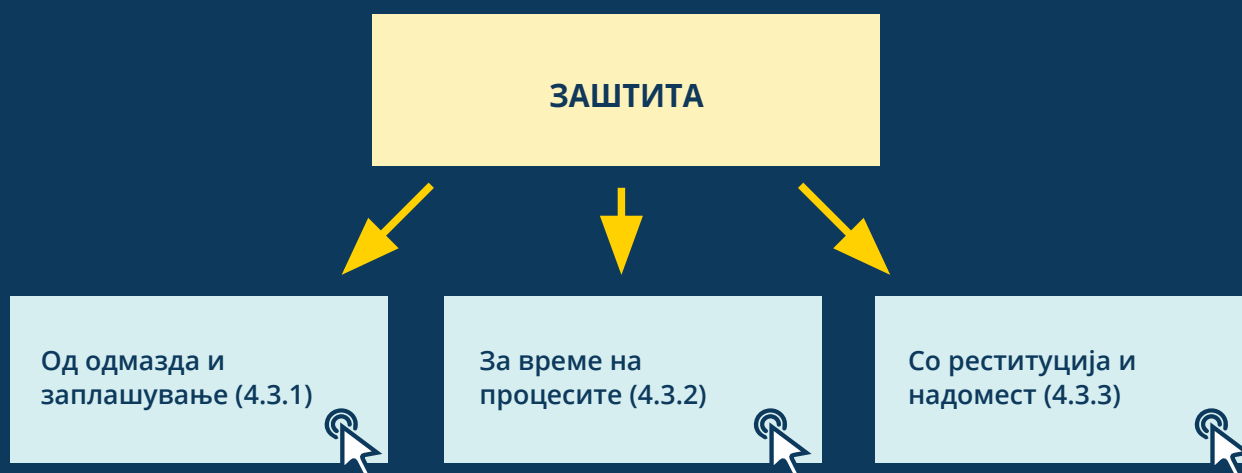 ЗАШТИТА
Од одмазда и
заплашување (4.3.1)
За време на
процесите (4.3.2)
Со реституција и
надомест (4.3.3)